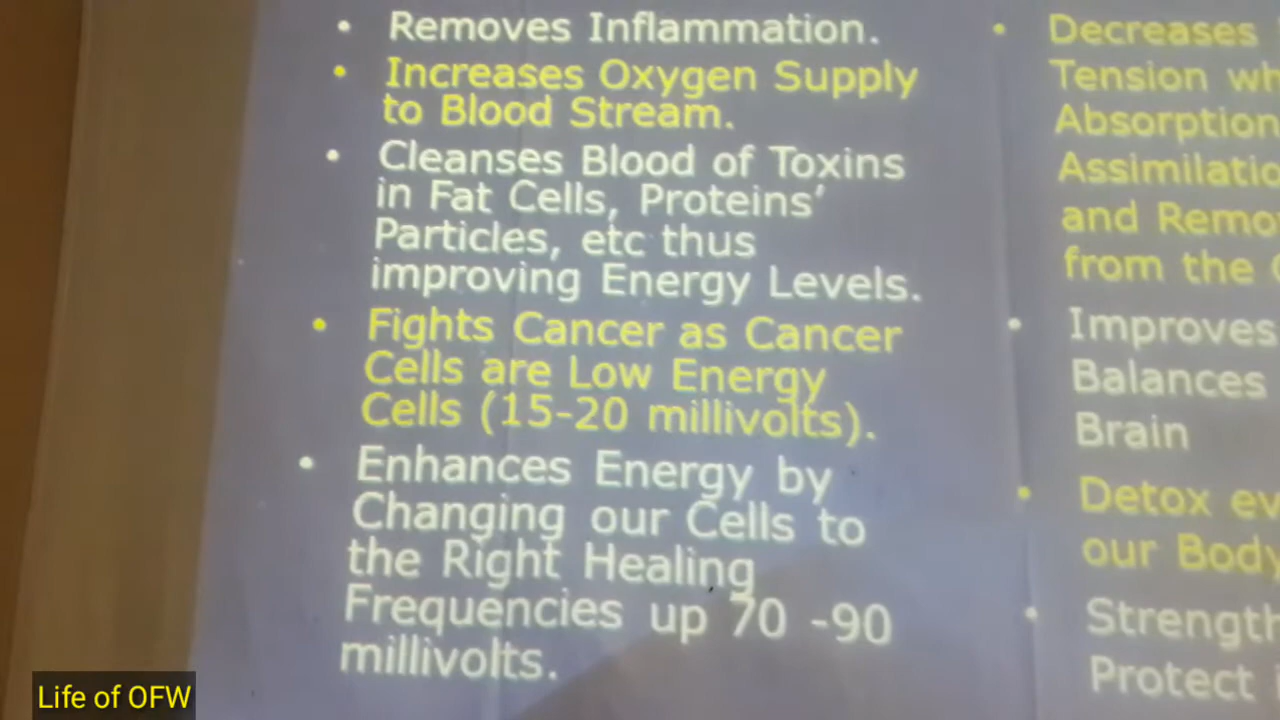 • Removes Inflammation.
• Increases Oxygen Supply
to Blood Stream.
• Cleanses Blood of Toxins
in Fat Cells, Proteins’
Particles, etc thus
improving Energy Levels.
• Fights Cancer as Cancer
Cells are Low Energy
Cells (15-20 millivolts).
• Enhances Energy by
Changing our Cells to
the Right Healing
Frequencies up 70 -90
millivolts.
• Decreases
Tension
Absorption
and
from the
• Improves
Balances
Brain
• Detox
our Body
•
Protect
Life of OFW